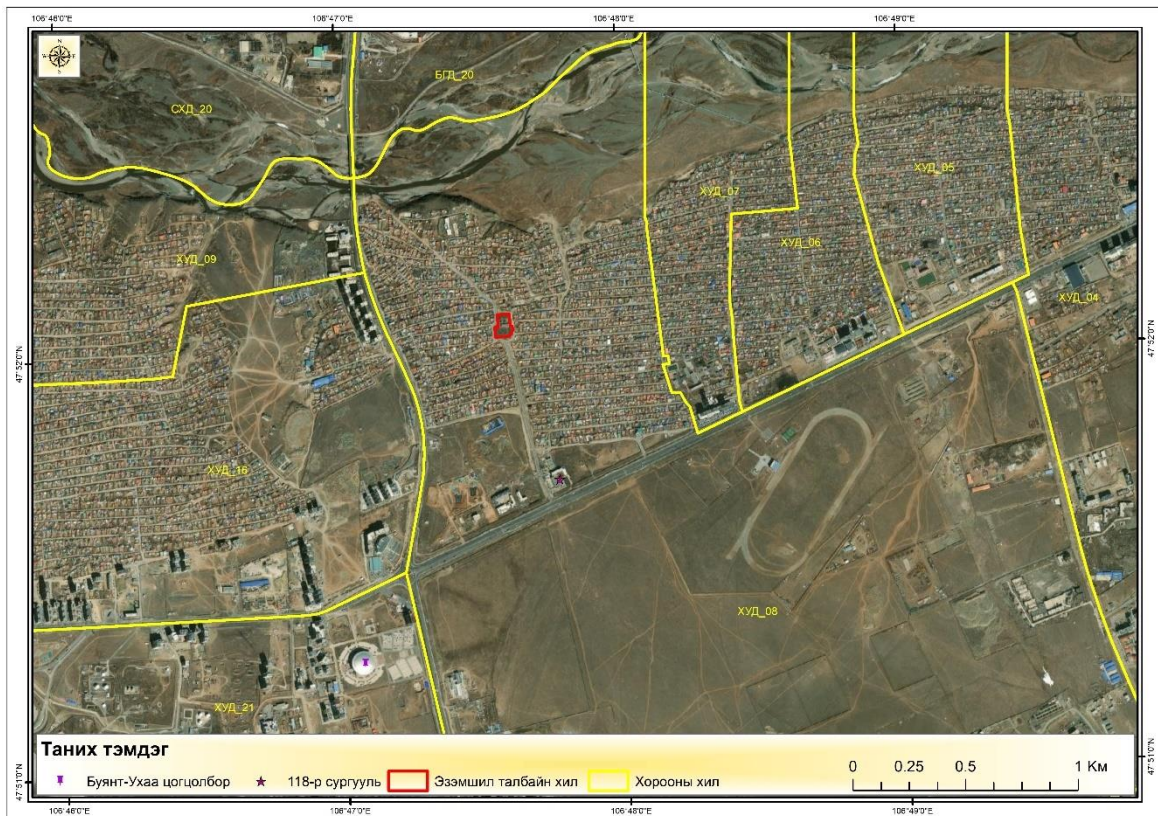 106°46'0"E 106°47'0"E 106°48'0"E 106°49'0"E
N
W E
S
СХД_20
БГД_20
ХУД_07
ХУД_05
ХУД_06
ХУД_09
ХУД_04
47°52'0"N 47°52'0"N
ХУД_16
ХУД_08
ХУД_21
Таних тэмдэг
Буянт-Ухаа цогцолбор 118-р сургууль Эзэмшил талбайн хил Хорооны хил
0 0.25 0.5 1 Км
47°51'0"N 47°51'0"N
106°46'0"E 106°47'0"E 106°48'0"E 106°49'0"E